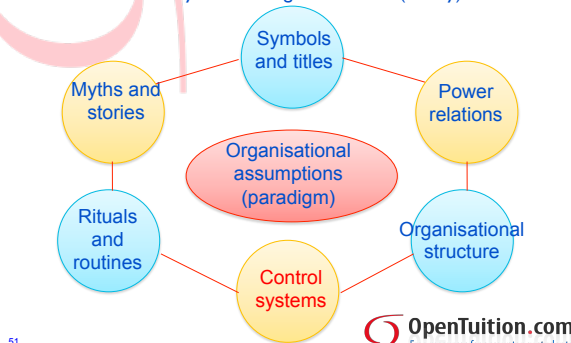 Symbols
and titles
Myths and
stories
Power
relations
Organisational
assumptions
(paradigm)
Rituals
and
routines
Organisational
structure
Control
systems
OpenTuition.com
51